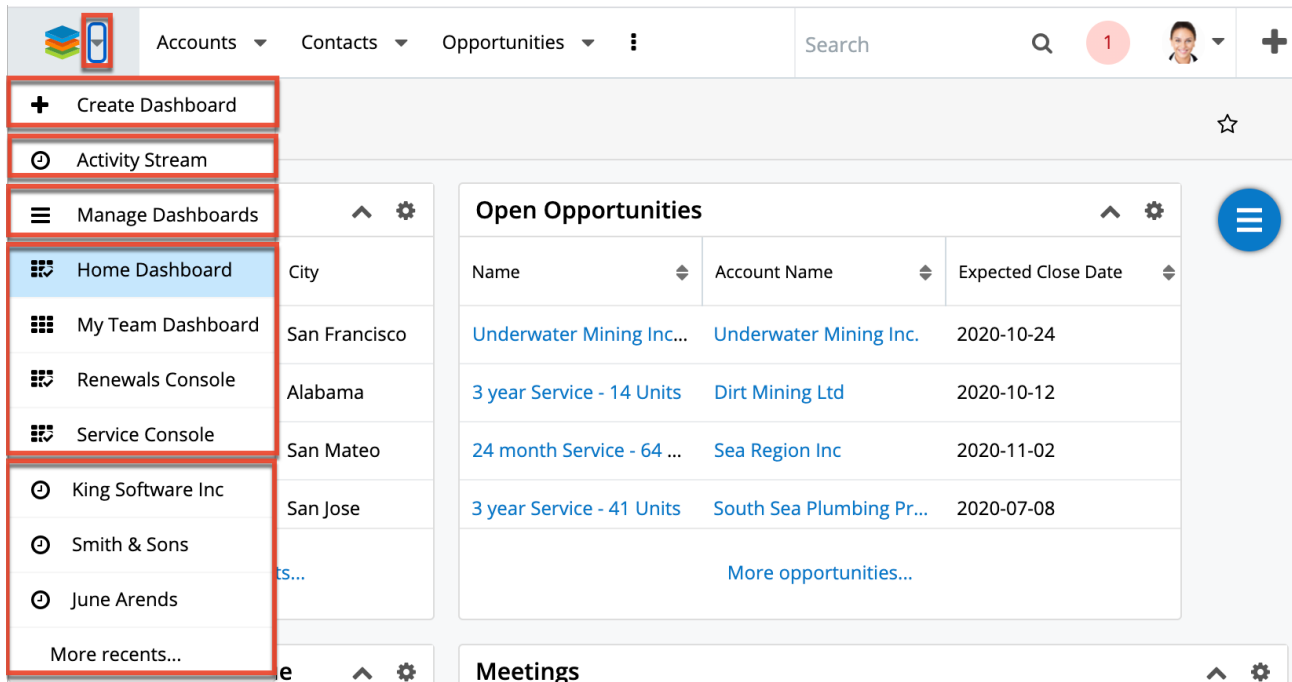 Accounts Contacts Opportunities Search 1
Create Dashboard
Activity Stream
Manage Dashboards
Home Dashboard
My Team Dashboard
Renewals Console
Service Console
King Software Inc
Smith & Sons
June Arends
More recents...
City
San Francisco
Alabama
San Mateo
San Jose
ts...
e
Open Opportunities
Name Account Name Expected Close Date
Underwater Mining Inc... Underwater Mining Inc. 2020-10-24
3 year Service - 14 Units Dirt Mining Ltd 2020-10-12
24 month Service - 64 ... Sea Region Inc 2020-11-02
3 year Service - 41 Units South Sea Plumbing Pr... 2020-07-08
More opportunities...
Meetings